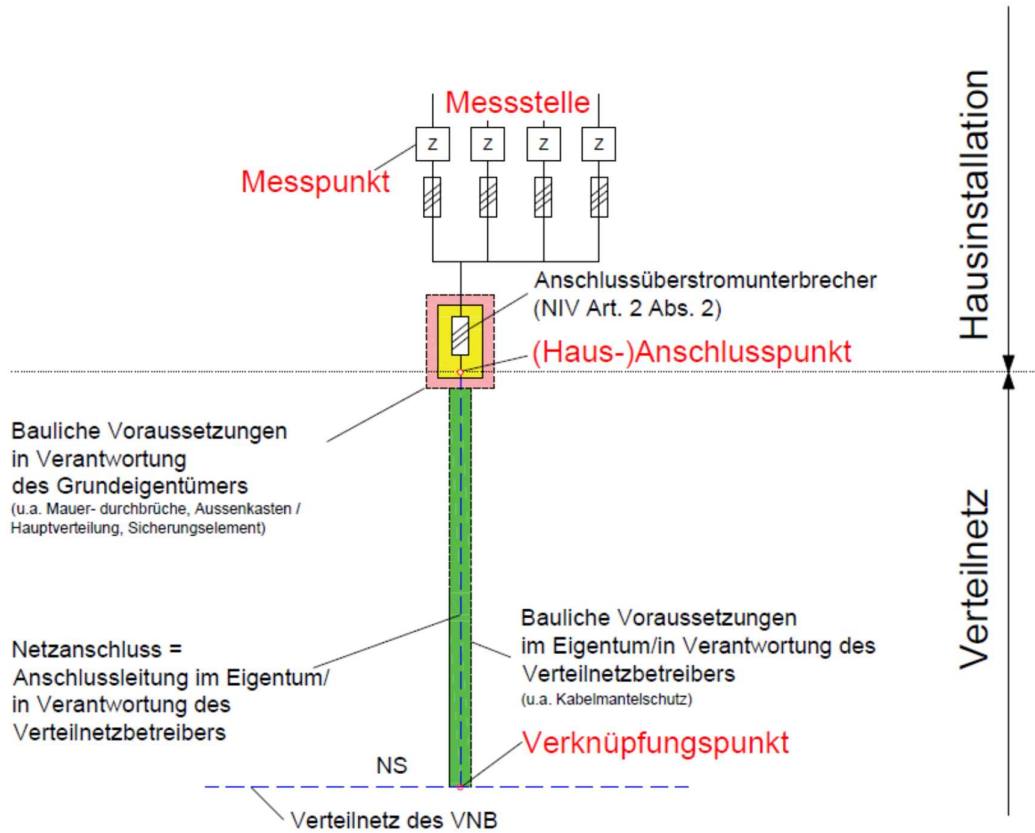 Messstelle
Z Z Z Z
Messpunkt
Anschlussüberstromunterbrecher
(NIV Art. 2 Abs. 2)
(Haus-)Anschlusspunkt
Hausinstallation
Bauliche Voraussetzungen
in Verantwortung
des Grundeigentümers
(u.a. Mauer- durchbrüche, Aussenkasten /
Hauptverteilung, Sicherungselement)
Verteilnetz
Netzanschluss =
Anschlussleitung im Eigentum/
in Verantwortung des
Verteilnetzbetreibers
Bauliche Voraussetzungen
im Eigentum/in Verantwortung des
Verteilnetzbetreibers
(u.a. Kabelmantelschutz)
Verknüpfungspunkt
NS
Verteilnetz des VNB